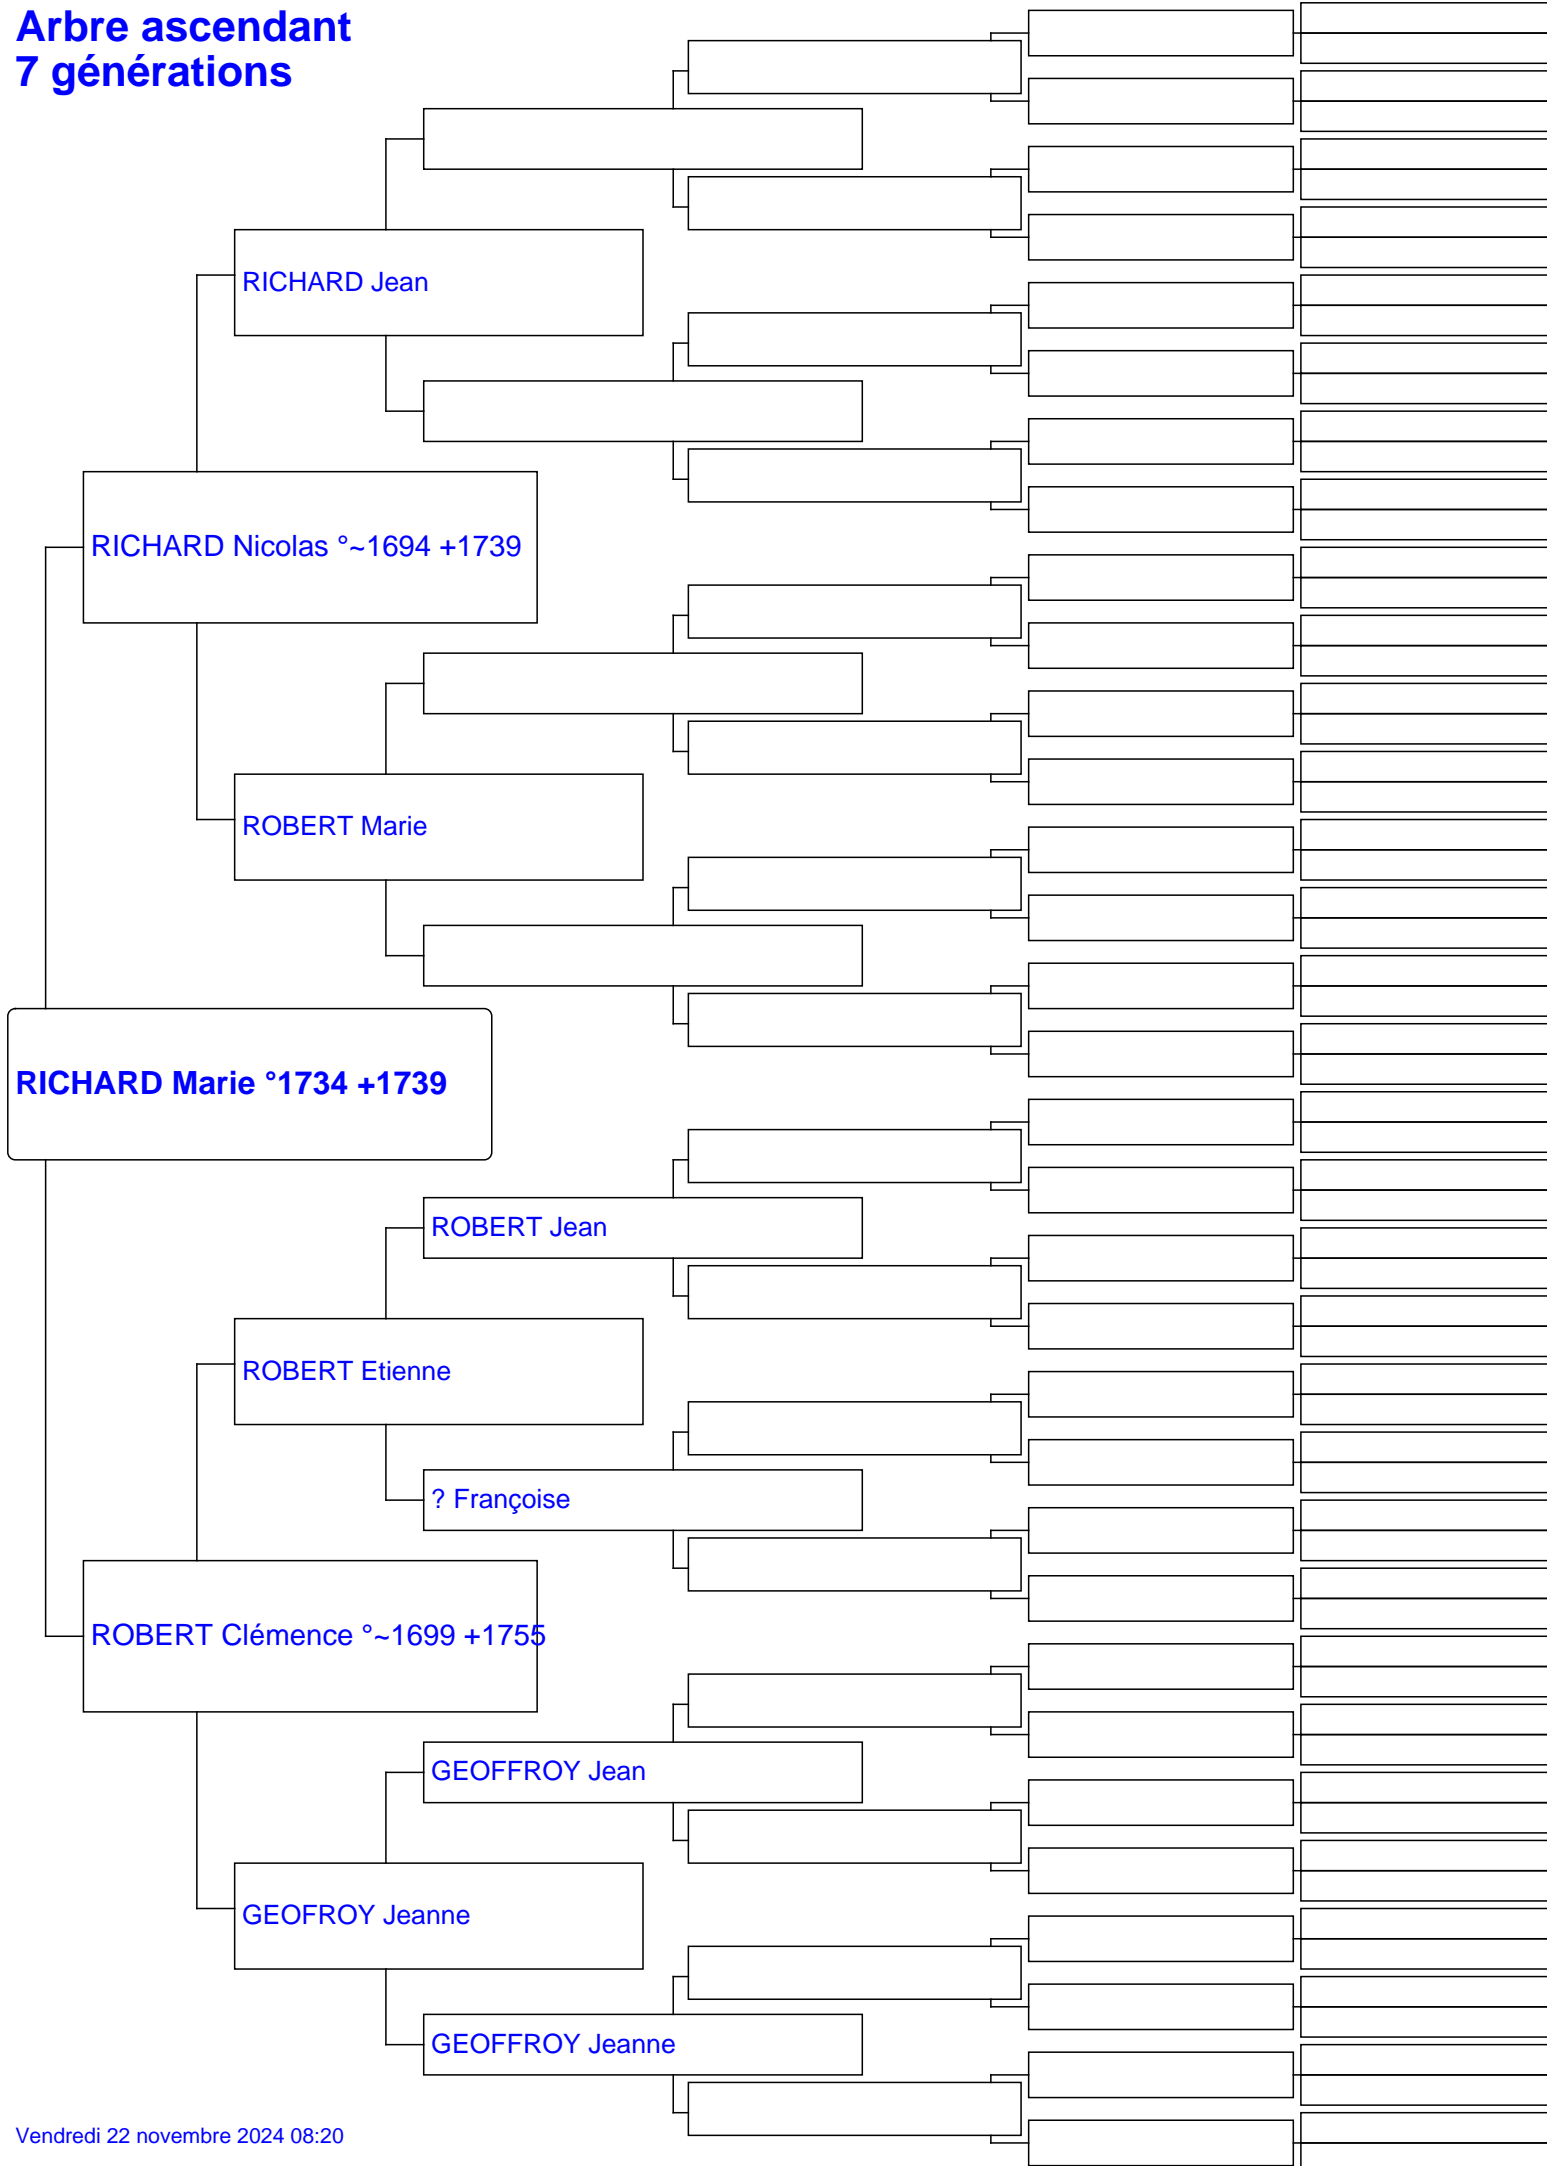 Arbre ascendant
7 générations
RICHARD Jean
RICHARD Nicolas °~1694 +1739
ROBERT Marie
RICHARD Marie °1734 +1739
ROBERT Jean
ROBERT Etienne
? Françoise
ROBERT Clémence °~1699 +1755
GEOFFROY Jean
GEOFROY Jeanne
GEOFFROY Jeanne
Vendredi 22 novembre 2024 08:20